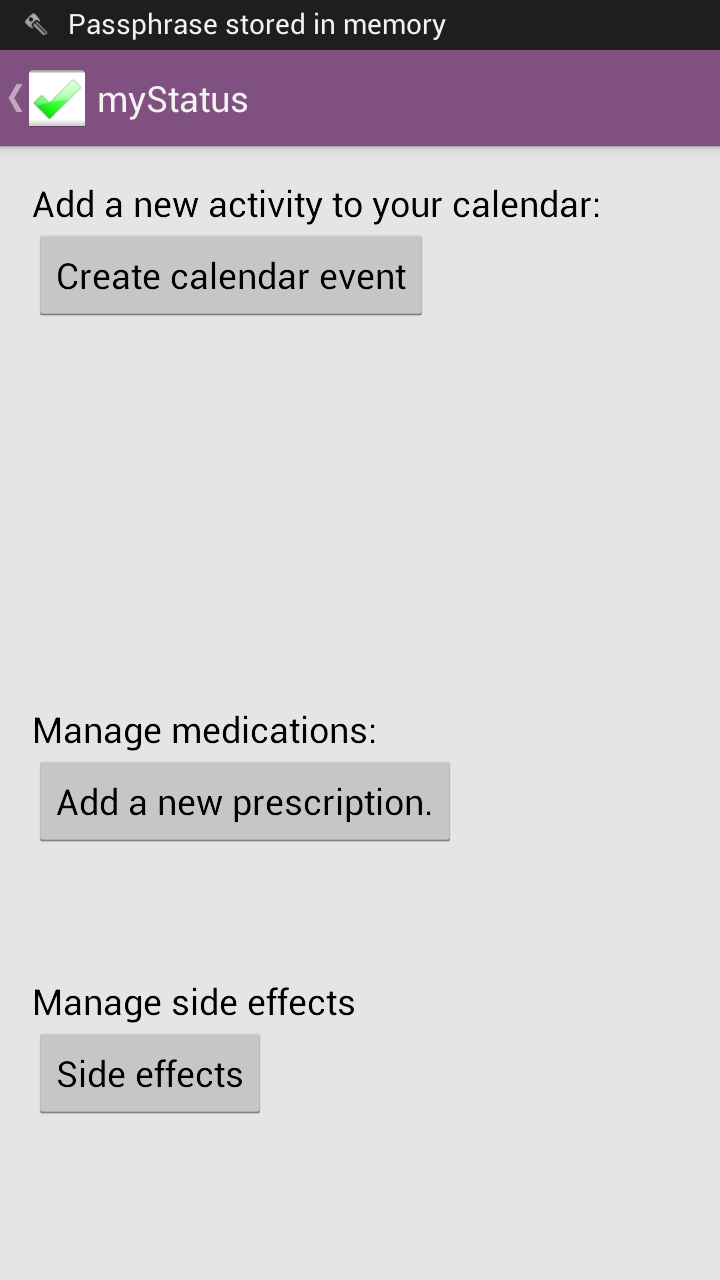 Passphrase stored in memory
myStatus
Add a new activity to your calendar:
Create calendar event
Manage medications:
Add a new prescription.
Manage side effects
Side effects